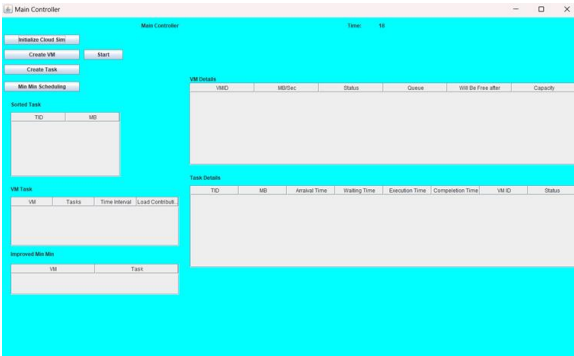 Main Controller
Main Controller Time: 18
Initialize Cloud Sim
Create VM Start
Create Task
Min Min Scheduling
VM Details
VMID MB/Sec Status Queue Will Be Free after Capacity
Sorted Task
TID MB
Task Details
TID MB Arraival Time Waiting Time Execution Time Compeletion Time VM ID Status
VM Task
VM Tasks Time Interval Load Contributi...
Improved Min Min
VM Task